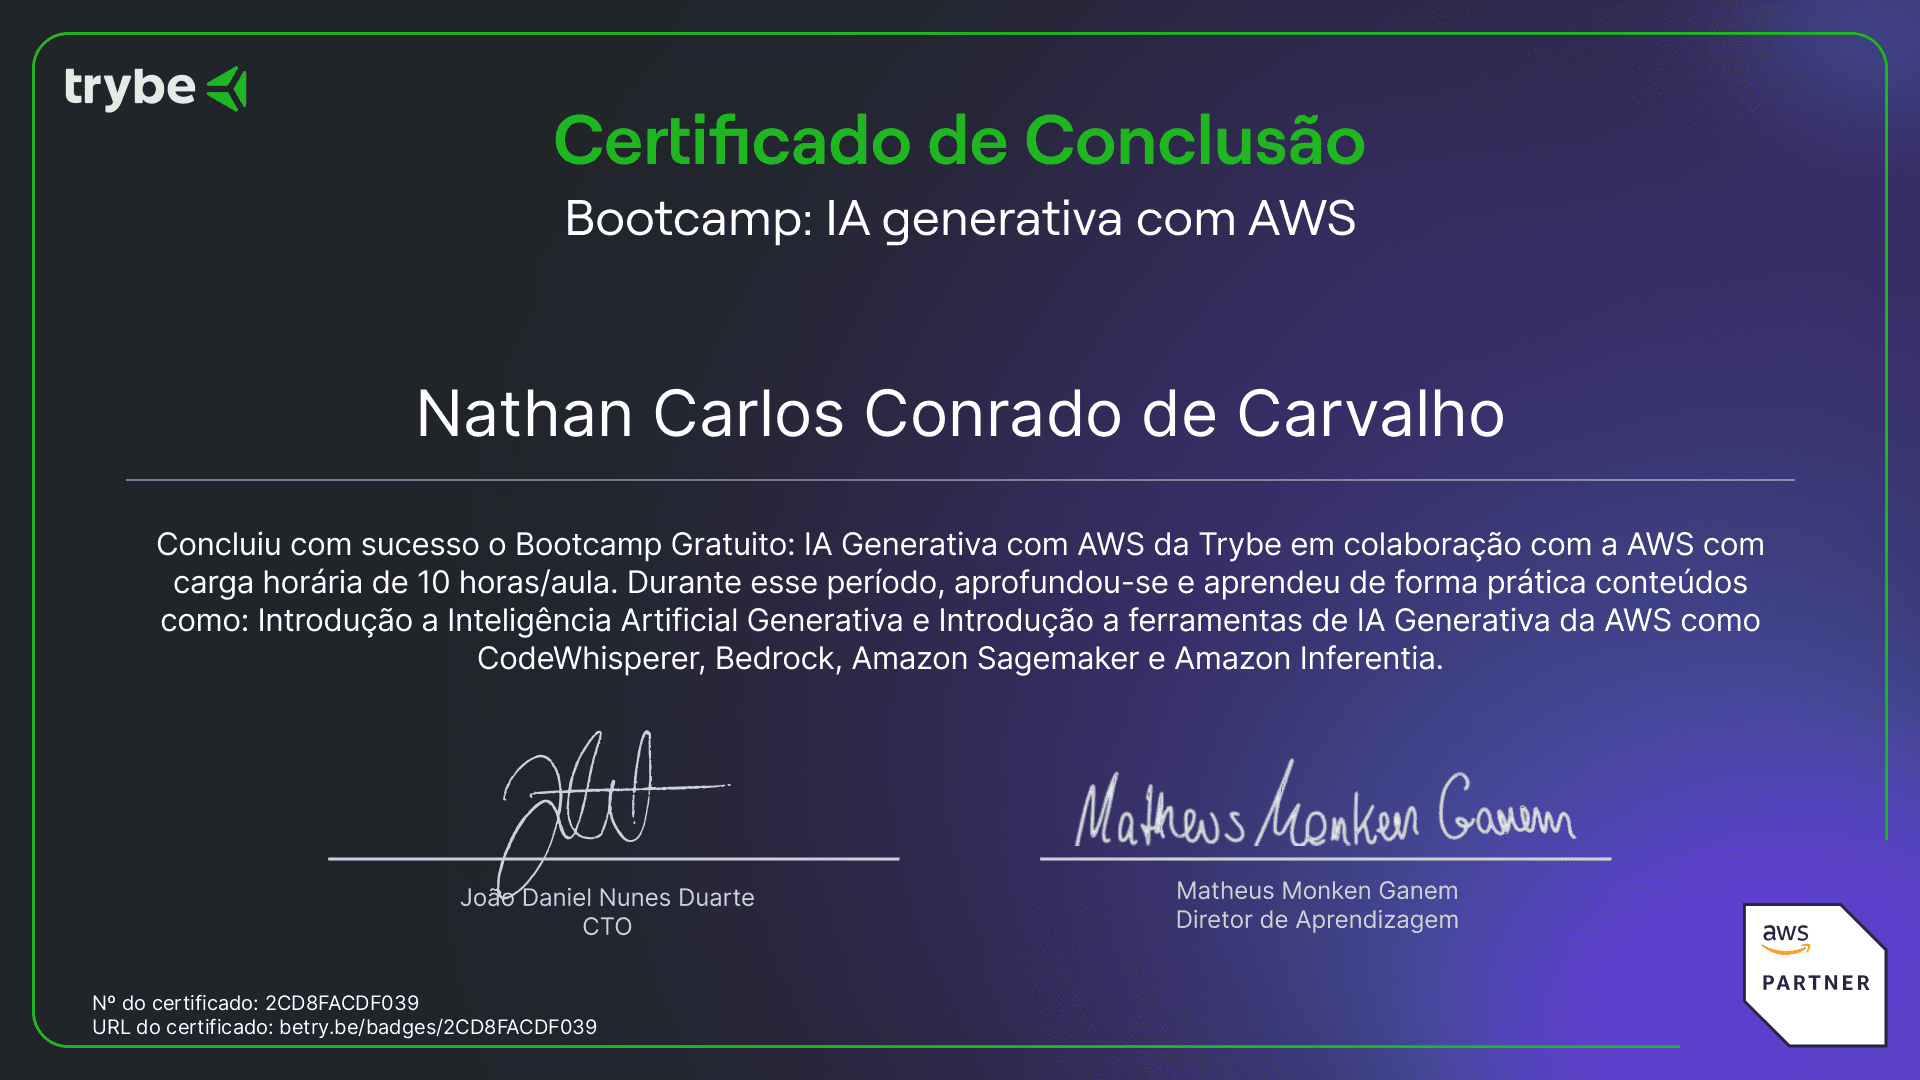 trybe
Certificado de Conclusão
Bootcamp: IA generativa com AWS
Nathan Carlos Conrado de Carvalho
Concluiu com sucesso o Bootcamp Gratuito: IA Generativa com AWS da Trybe em colaboração com a AWS com
carga horária de 10 horas/aula. Durante esse período, aprofundou-se e aprendeu de forma prática conteúdos
como: Introdução a Inteligência Artificial Generativa e Introdução a ferramentas de IA Generativa da AWS como
CodeWhisperer, Bedrock, Amazon Sagemaker e Amazon Inferentia.
Matheus Monken Ganem
João Daniel Nunes Duarte
CTO
Matheus Monken Ganem
Diretor de Aprendizagem
aws
PARTNER
Nº do certificado: 2CD8FACDF039
URL do certificado: betry.be/badges/2CD8FACDF039